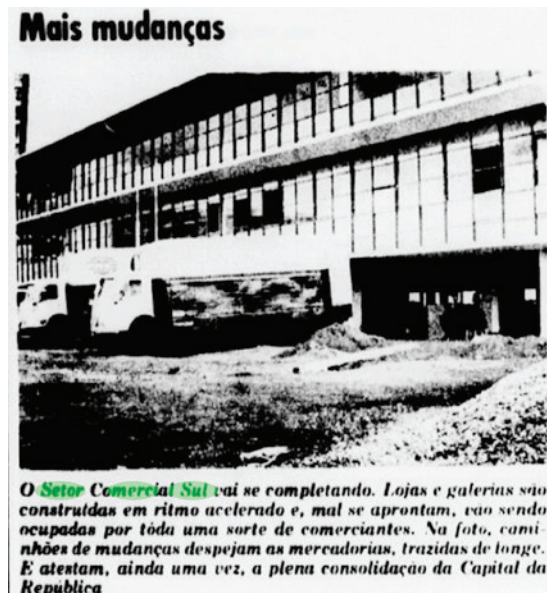 Mais mudanças
O Setor Comercial Sul vai se completando. Lojas e galerias são
construídas em ritmo acelerado e, mal se aprontam, vão sendo
ocupadas por tôda uma sorte de comerciantes. Na foto, cami-
nhões de mudanças despejam as mercadorias, trazidas de longe.
E atestam, ainda uma vez, a plena consolidação da Capital da
República